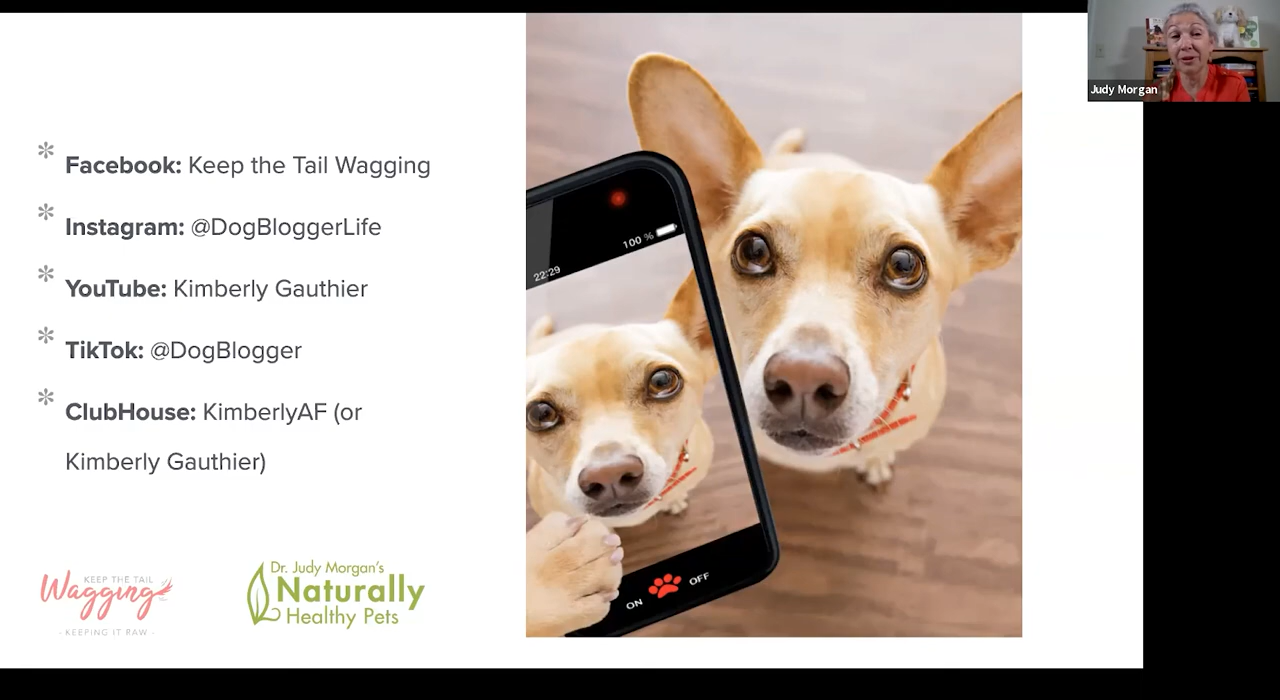 Judy Morgan
* Facebook: Keep the Tail Wagging
* Instagram: @DogBloggerLife
* YouTube: Kimberly Gauthier
* TikTok: @DogBlogger
* ClubHouse: KimberlyAF (or
Kimberly Gauthier)
100 %
22:29
ON OFF
KEEP THE TAIL
Wagging
- KEEPING IT RAW -
Dr. Judy Morgan's
Naturally
Healthy Pets